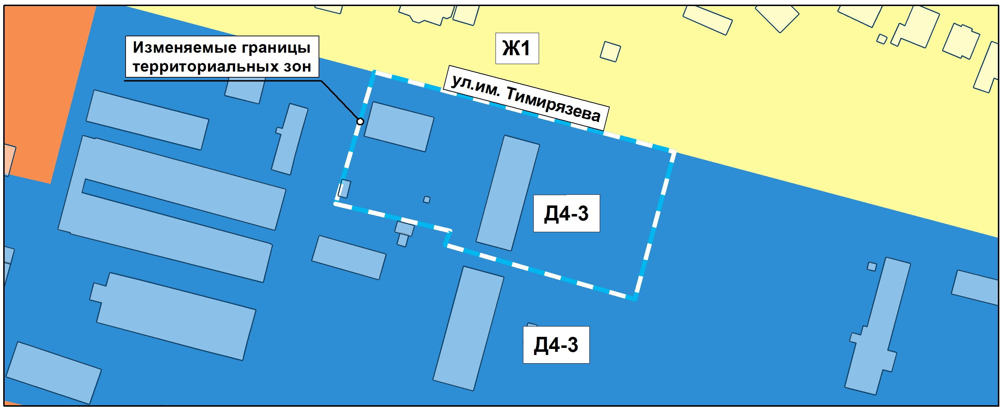 Изменяемые границы
территориальных зон
Ж1
ул.им. Тимирязева
Д4-3
Д4-3